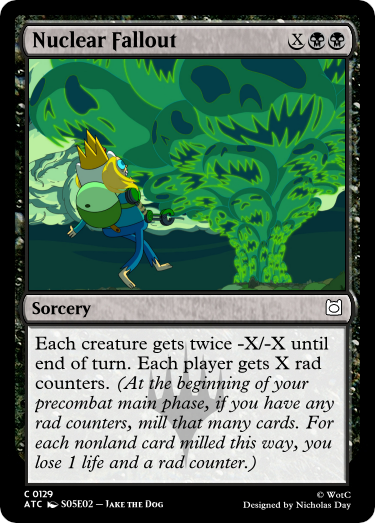 Nuclear Fallout X
Sorcery
Each creature gets twice -X/-X until
end of turn. Each player gets X rad
counters. (At the beginning of your
precombat main phase, if you have any
rad counters, mill that many cards. For
each nonland card milled this way, you
lose 1 life and a rad counter.)
C 0129 © WotC
ATC S05E02 – Jake the Dog Designed by Nicholas Day